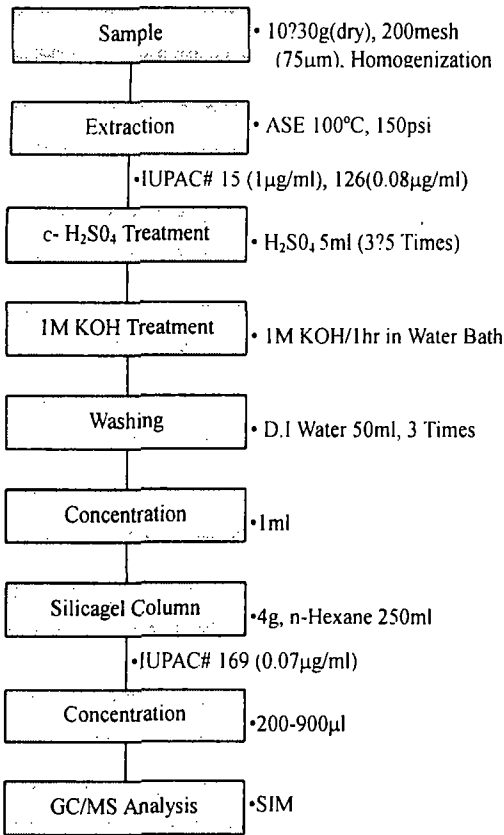 Sample
• 10?30g(dry), 200mesh
(75μm), Homogenization
Extraction
• ASE 100°C, 150psi
•IUPAC# 15 (1μg/ml), 126(0.08μg/ml)
c- H₂S0₄ Treatment
• H₂S0₄ 5ml (3?5 Times)
1M KOH Treatment
•1M KOH/1hr in Water Bath
Washing
• D.I Water 50ml, 3 Times
Concentration
•1ml
Silicagel Column
•4g, n-Hexane 250ml
•IUPAC# 169 (0.07μg/ml)
Concentration
•200-900μl
GC/MS Analysis
•SIM